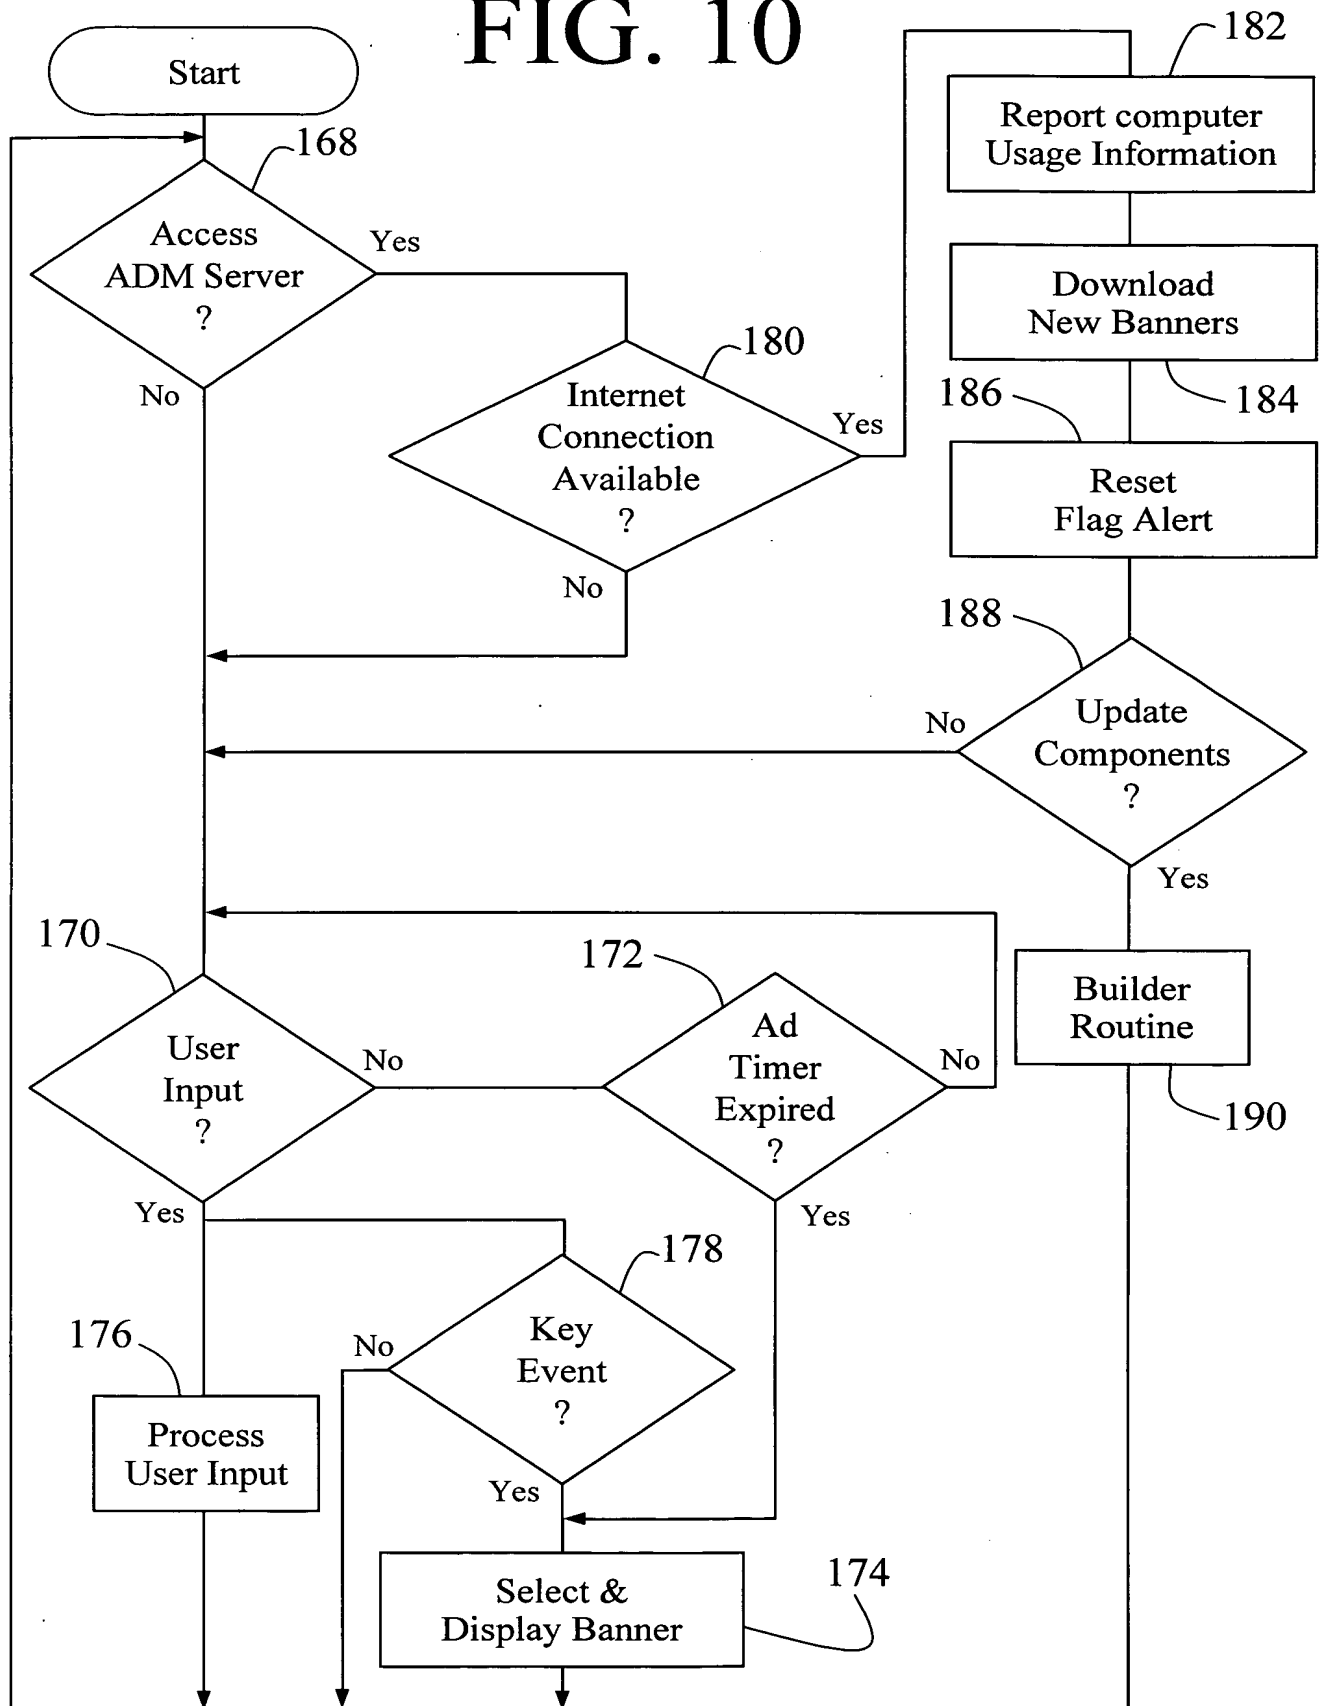 FIG. 10
Start
182
Report computer
Usage Information
168
Access
ADM Server
?
Yes
No
Download
New Banners
184
180
Internet
Connection
Available
?
Yes
No
186
Reset
Flag Alert
188
Update
Components
?
No
Yes
170
User
Input
?
No
Yes
172
Ad
Timer
Expired
?
No
Yes
Builder
Routine
190
178
Key
Event
?
No
Yes
176
Process
User Input
Select &
Display Banner
174